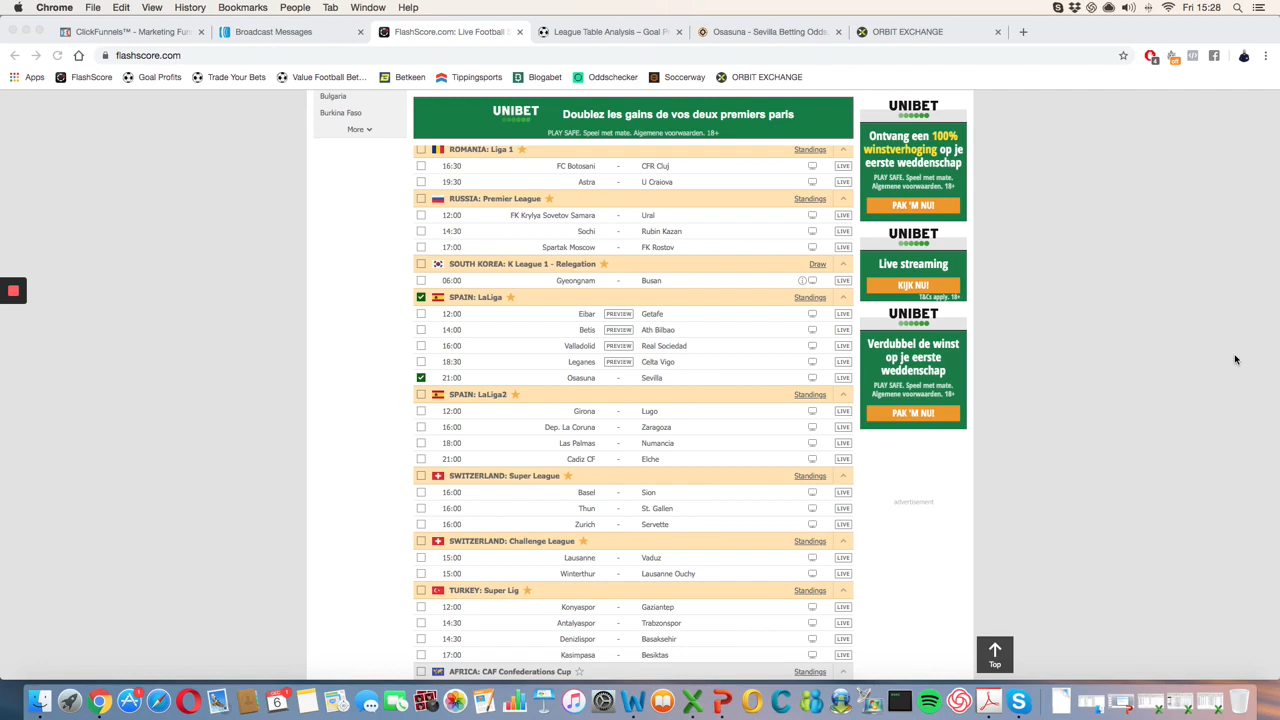 Chrome File Edit View History Bookmarks People Tab Window Help Fri 15:28
ClickFunnels™ - Marketing Fun Broadcast Messages FlashScore.com: Live Football S League Table Analysis – Goal P Osasuna - Sevilla Betting Odds, ORBIT EXCHANGE
flashscore.com
Apps FlashScore Goal Profits Trade Your Bets Value Football Bet... Betkeen Tippingsports Blogabet Oddschecker Soccerway ORBIT EXCHANGE
Bulgaria
Burkina Faso
More
UNIBET Doublez les gains de vos deux premiers paris
PLAY SAFE. Speel met mate. Algemene voorwaarden. 18+
ROMANIA: Liga 1 Standings
16:30 FC Botosani - CFR Cluj LIVE
19:30 Astra - U Craiova LIVE
RUSSIA: Premier League Standings
12:00 FK Krylya Sovetov Samara - Ural LIVE
14:30 Sochi - Rubin Kazan LIVE
17:00 Spartak Moscow - FK Rostov LIVE
SOUTH KOREA: K League 1 - Relegation Draw
06:00 Gyeongnam - Busan LIVE
SPAIN: LaLiga Standings
12:00 Eibar PREVIEW Getafe LIVE
14:00 Betis PREVIEW Ath Bilbao LIVE
16:00 Valladolid PREVIEW Real Sociedad LIVE
18:30 Leganes PREVIEW Celta Vigo LIVE
21:00 Osasuna - Sevilla LIVE
SPAIN: LaLiga2 Standings
12:00 Girona - Lugo LIVE
16:00 Dep. La Coruna - Zaragoza LIVE
18:00 Las Palmas - Numancia LIVE
21:00 Cadiz CF - Elche LIVE
SWITZERLAND: Super League Standings
16:00 Basel - Sion LIVE
16:00 Thun - St. Gallen LIVE
16:00 Zurich - Servette LIVE
SWITZERLAND: Challenge League Standings
15:00 Lausanne - Vaduz LIVE
15:00 Winterthur - Lausanne Ouchy LIVE
TURKEY: Super Lig Standings
12:00 Konyaspor - Gaziantep LIVE
14:30 Antalyaspor - Trabzonspor LIVE
14:30 Denizlispor - Basaksehir LIVE
17:00 Kasimpasa - Besiktas LIVE
AFRICA: CAF Confederations Cup Standings
UNIBET
Ontvang een 100%
winstverhoging op je
eerste weddenschap
PLAY SAFE. Speel met mate.
Algemene voorwaarden. 18+
PAK 'M NU!
UNIBET
Live streaming
KIJK NU!
T&Cs apply. 18+
UNIBET
Verdubbel de winst
op je eerste
weddenschap
PLAY SAFE. Speel met mate.
Algemene voorwaarden. 18+
PAK 'M NU!
advertisement
Top